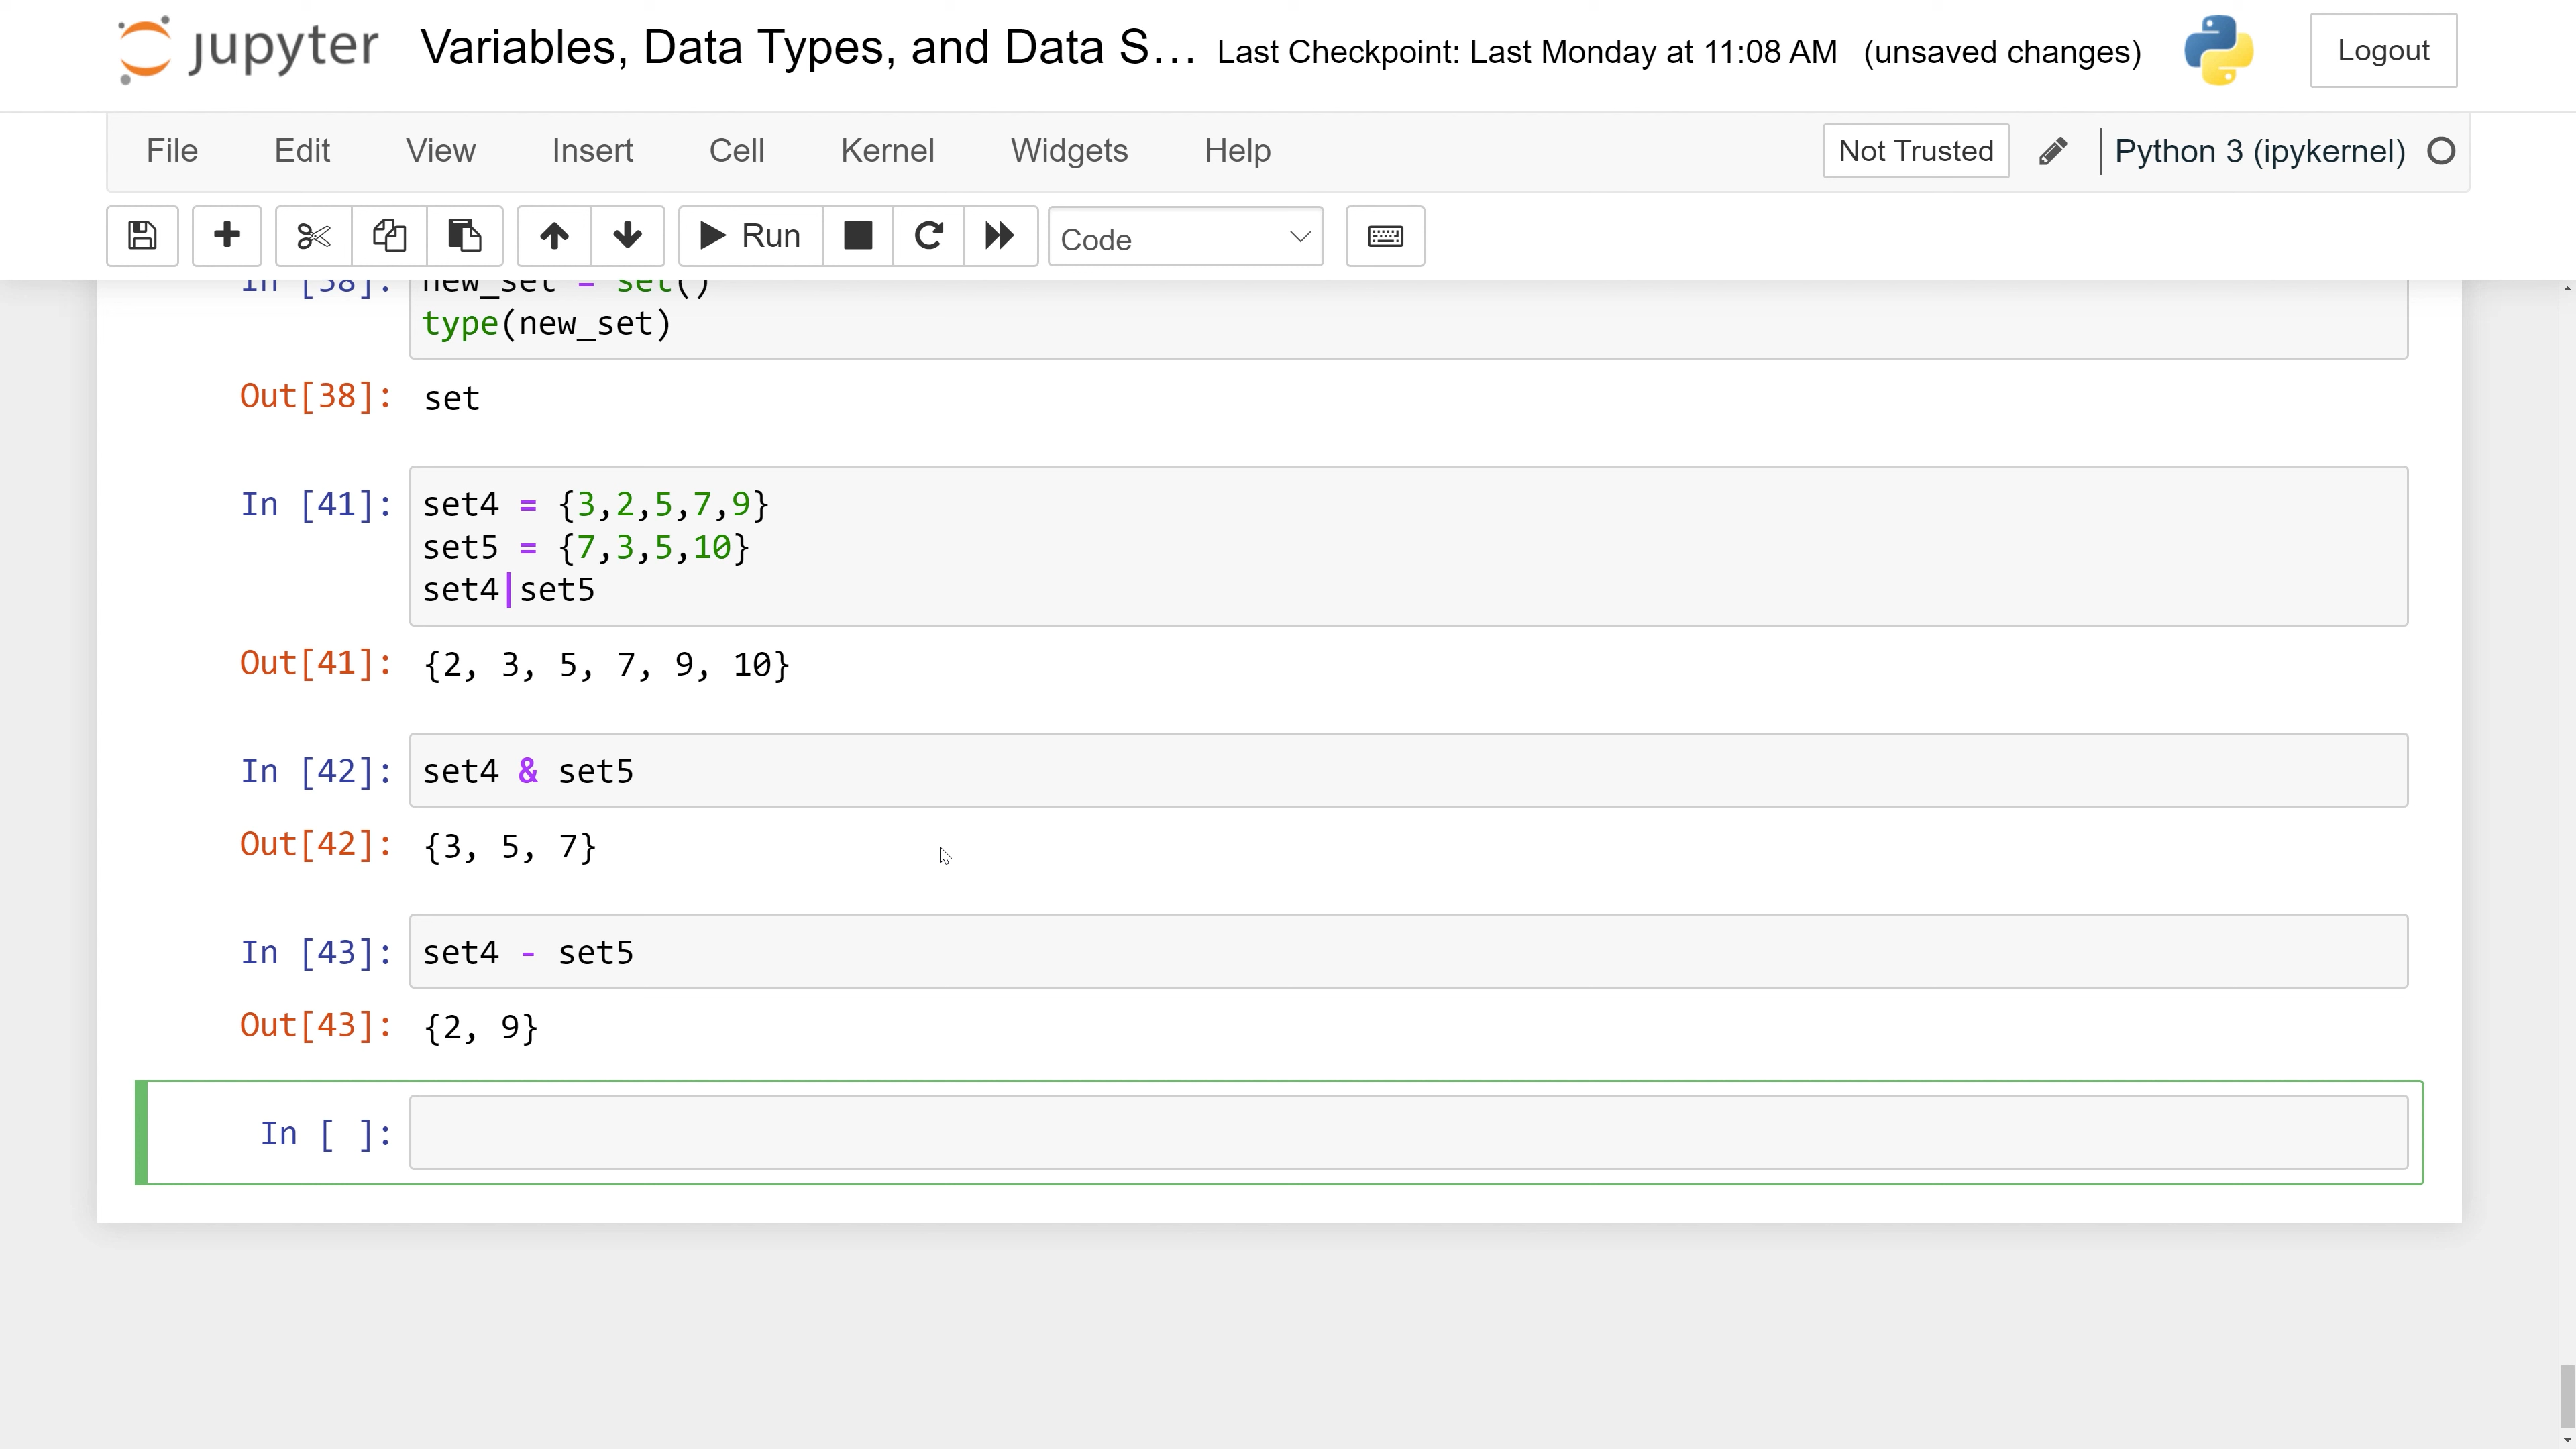 jupyter Variables, Data Types, and Data S... Last Checkpoint: Last Monday at 11:08 AM (unsaved changes) Logout
File Edit View Insert Cell Kernel Widgets Help Not Trusted Python 3 (ipykernel)
Run Code
In [38]: new_set = set()
type(new_set)
Out[38]: set
In [41]: set4 = {3,2,5,7,9}
set5 = {7,3,5,10}
set4|set5
Out[41]: {2, 3, 5, 7, 9, 10}
In [42]: set4 & set5
Out[42]: {3, 5, 7}
In [43]: set4 - set5
Out[43]: {2, 9}
In [ ]: